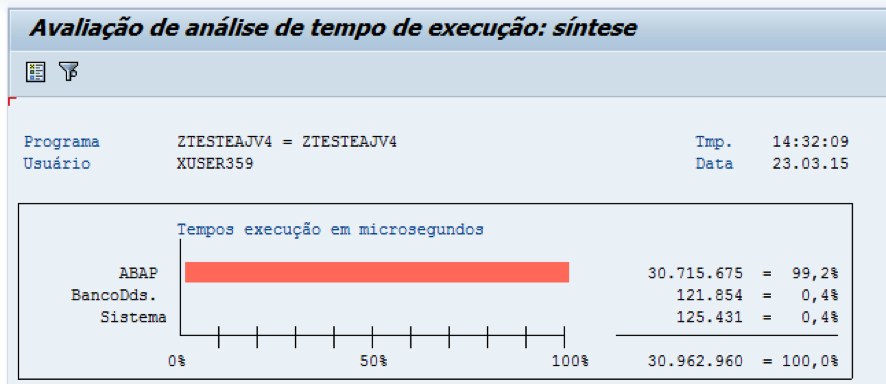 Avaliação de análise de tempo de execução: síntese
Programa ZTESTEAJV4 = ZTESTEAJV4 Tmp. 14:32:09
Usuário XUSER359 Data 23.03.15
Tempos execução em microsegundos
ABAP 30.715.675 = 99,2%
BancoDds. 121.854 = 0,4%
Sistema 125.431 = 0,4%
0% 50% 100% 30.962.960 = 100,0%